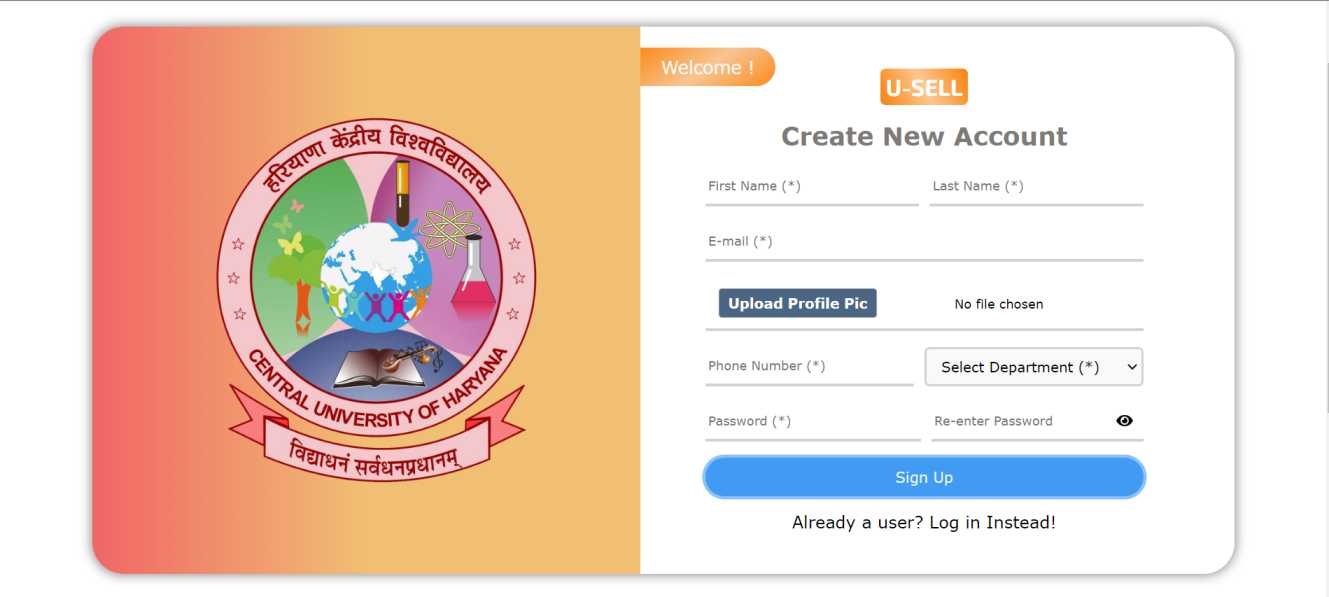 हरियाणा केंद्रीय विश्वविद्यालय
CENTRAL UNIVERSITY OF HARYANA
विद्याधनं सर्वधनप्रधानम्
Welcome !
U-SELL
Create New Account
First Name (*) Last Name (*)
E-mail (*)
Upload Profile Pic No file chosen
Phone Number (*) Select Department (*)
Password (*) Re-enter Password
Sign Up
Already a user? Log in Instead!